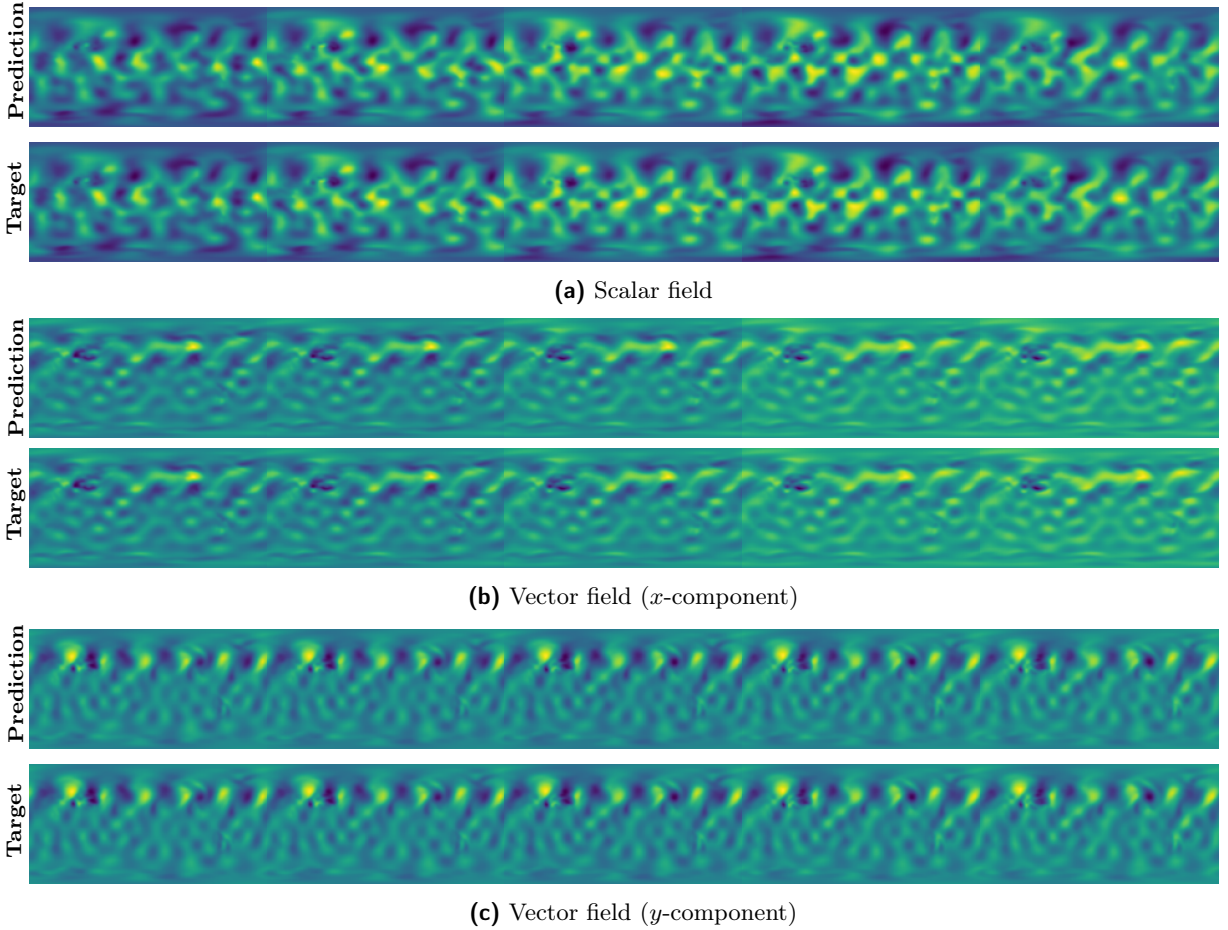 Prediction
Target
(a) Scalar field
Prediction
Target
(b) Vector field (x-component)
Prediction
Target
(c) Vector field (y-component)